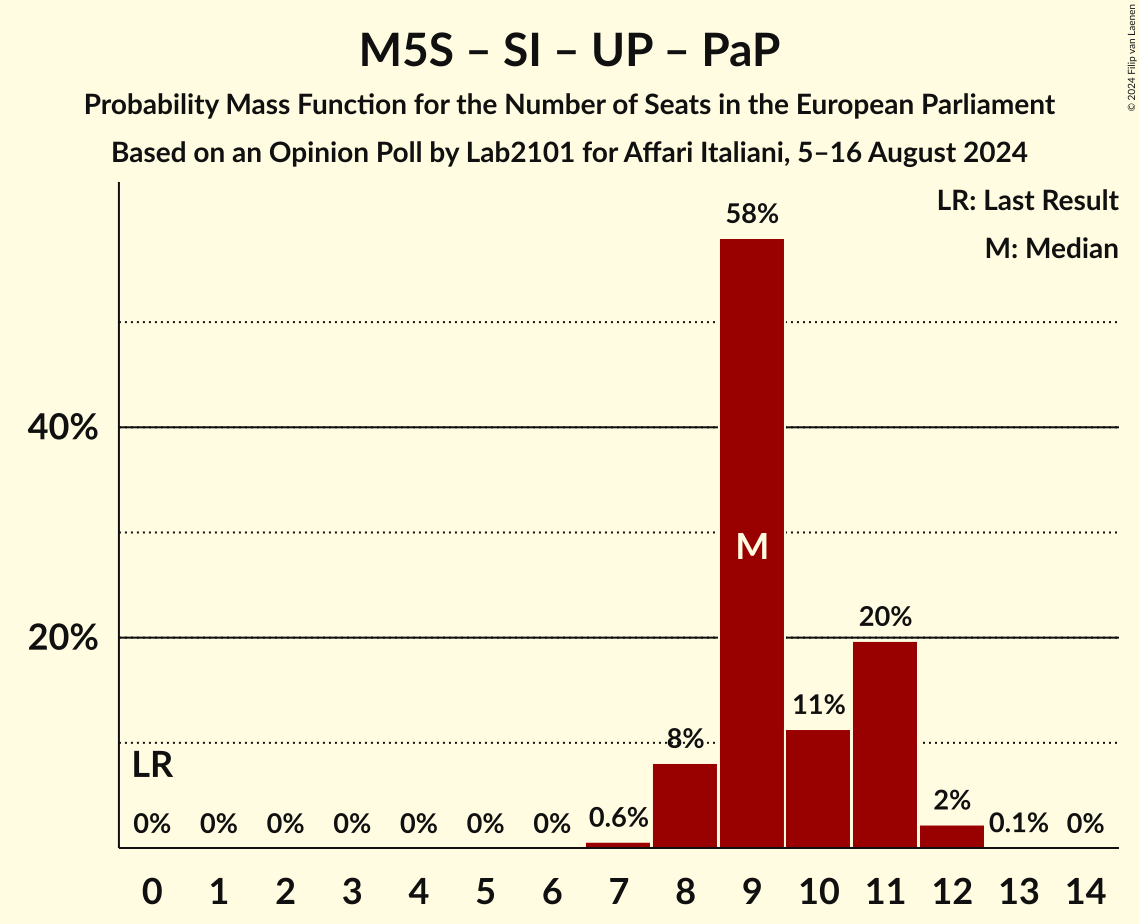 M5S – SI – UP – PaP
Probability Mass Function for the Number of Seats in the European Parliament
Based on an Opinion Poll by Lab2101 for Affari Italiani, 5–16 August 2024
© 2024 Filip van Laenen
LR: Last Result
M: Median
58%
40%
M
20%
20%
11%
8%
LR
2%
0% 0% 0% 0% 0% 0% 0% 0.6% 0.1% 0%
0 1 2 3 4 5 6 7 8 9 10 11 12 13 14